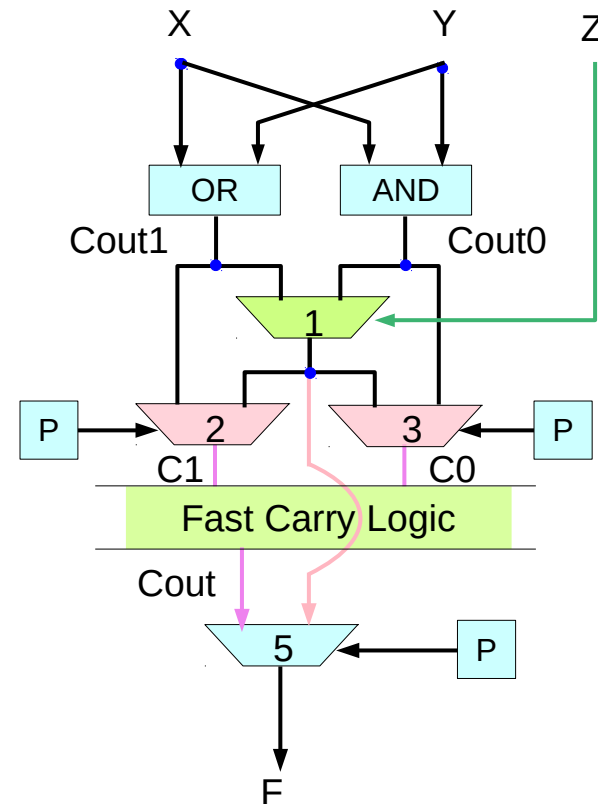 X Y Z
OR AND
Cout1 Cout0
1
P 2 3 P
C1 C0
Fast Carry Logic
Cout
5 P
F